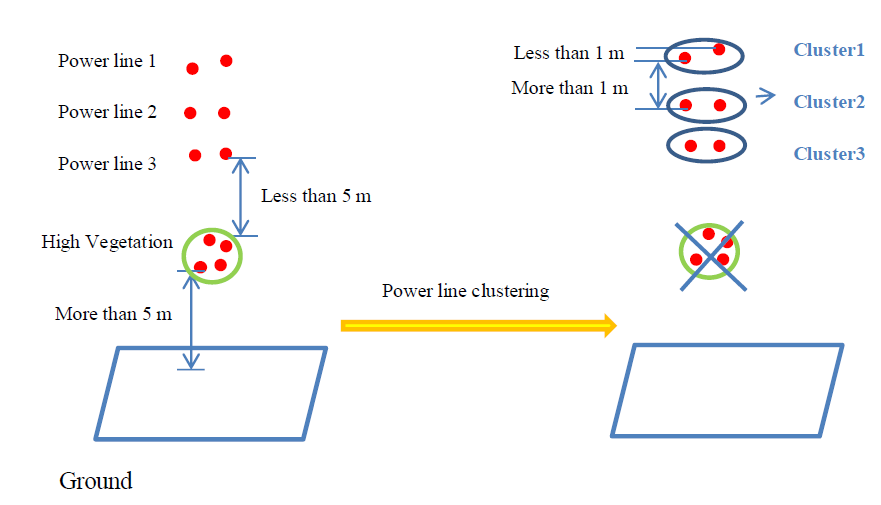 Power line 1
Power line 2
Power line 3
Less than 5 m
High Vegetation
More than 5 m
Ground
Power line clustering
Less than 1 m
More than 1 m
Cluster1
Cluster2
Cluster3